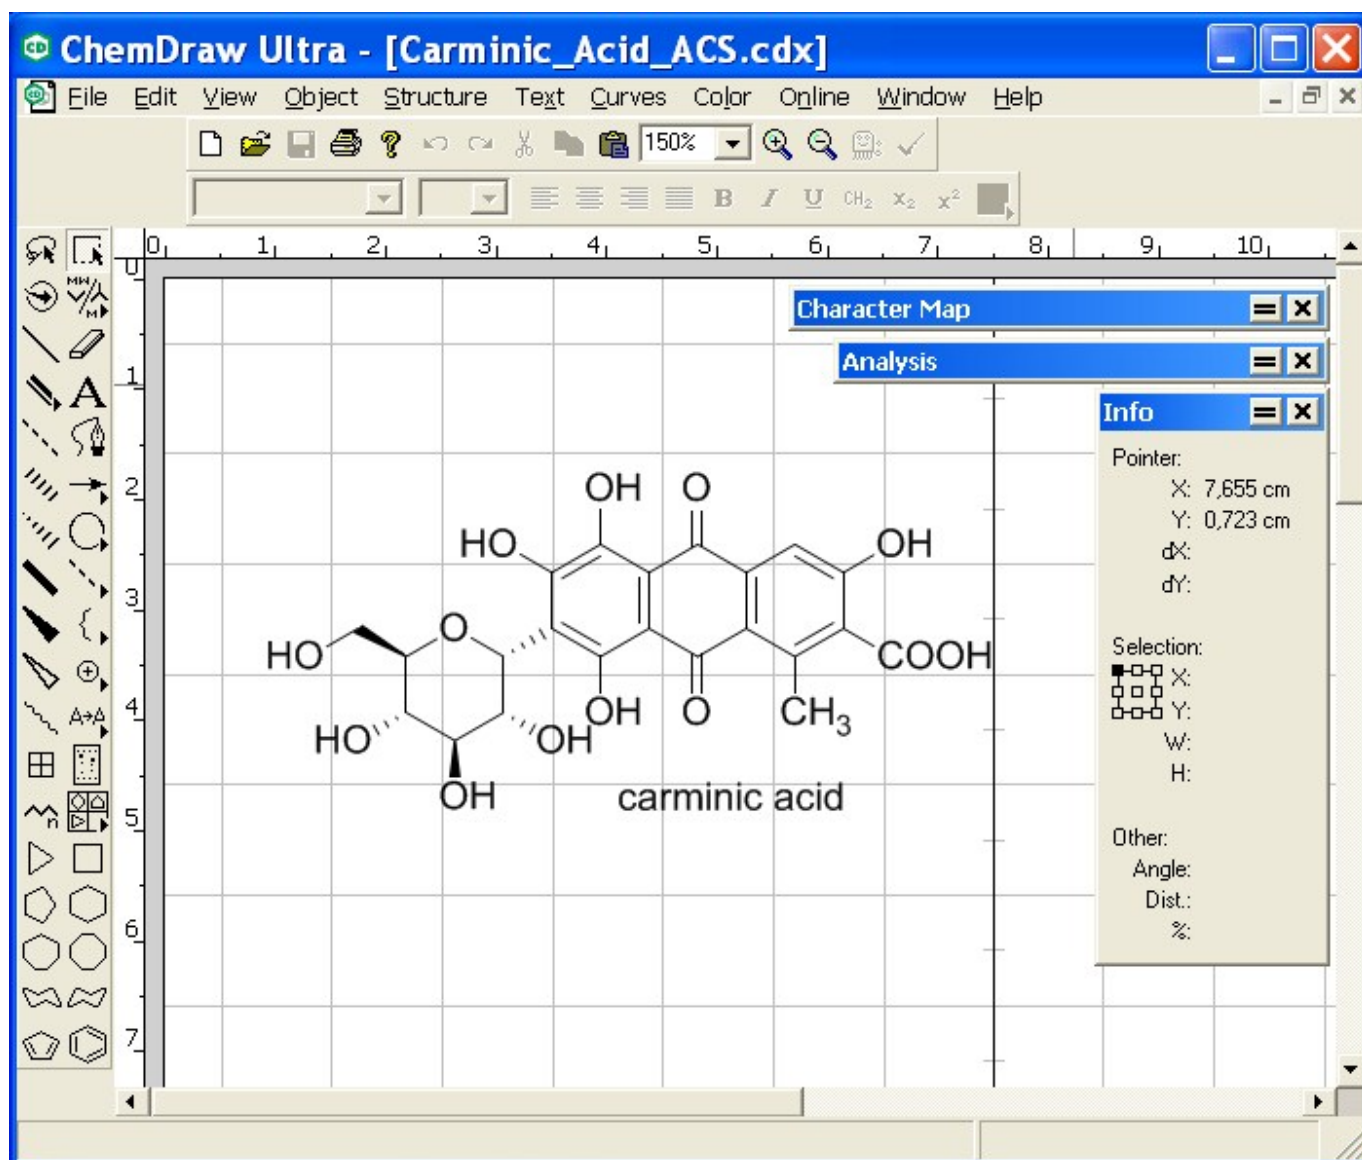 ChemDraw Ultra - [Carminic_Acid_ACS.cdx]
File Edit View Object Structure Text Curves Color Online Window Help
150%
B I U CH₂ X₂ X²
0 1 2 3 4 5 6 7 8 9 10
0
MW
M
Character Map
Analysis
1
A
Info
Pointer:
X: 7,655 cm
Y: 0,723 cm
dX:
dY:
2
OH O
HO OH
3
O
HO COOH
Selection:
X:
Y:
W:
H:
4
A→A
OH O CH₃
HO OH
OH carminic acid
5
n
Other:
Angle:
Dist.:
%:
6
7